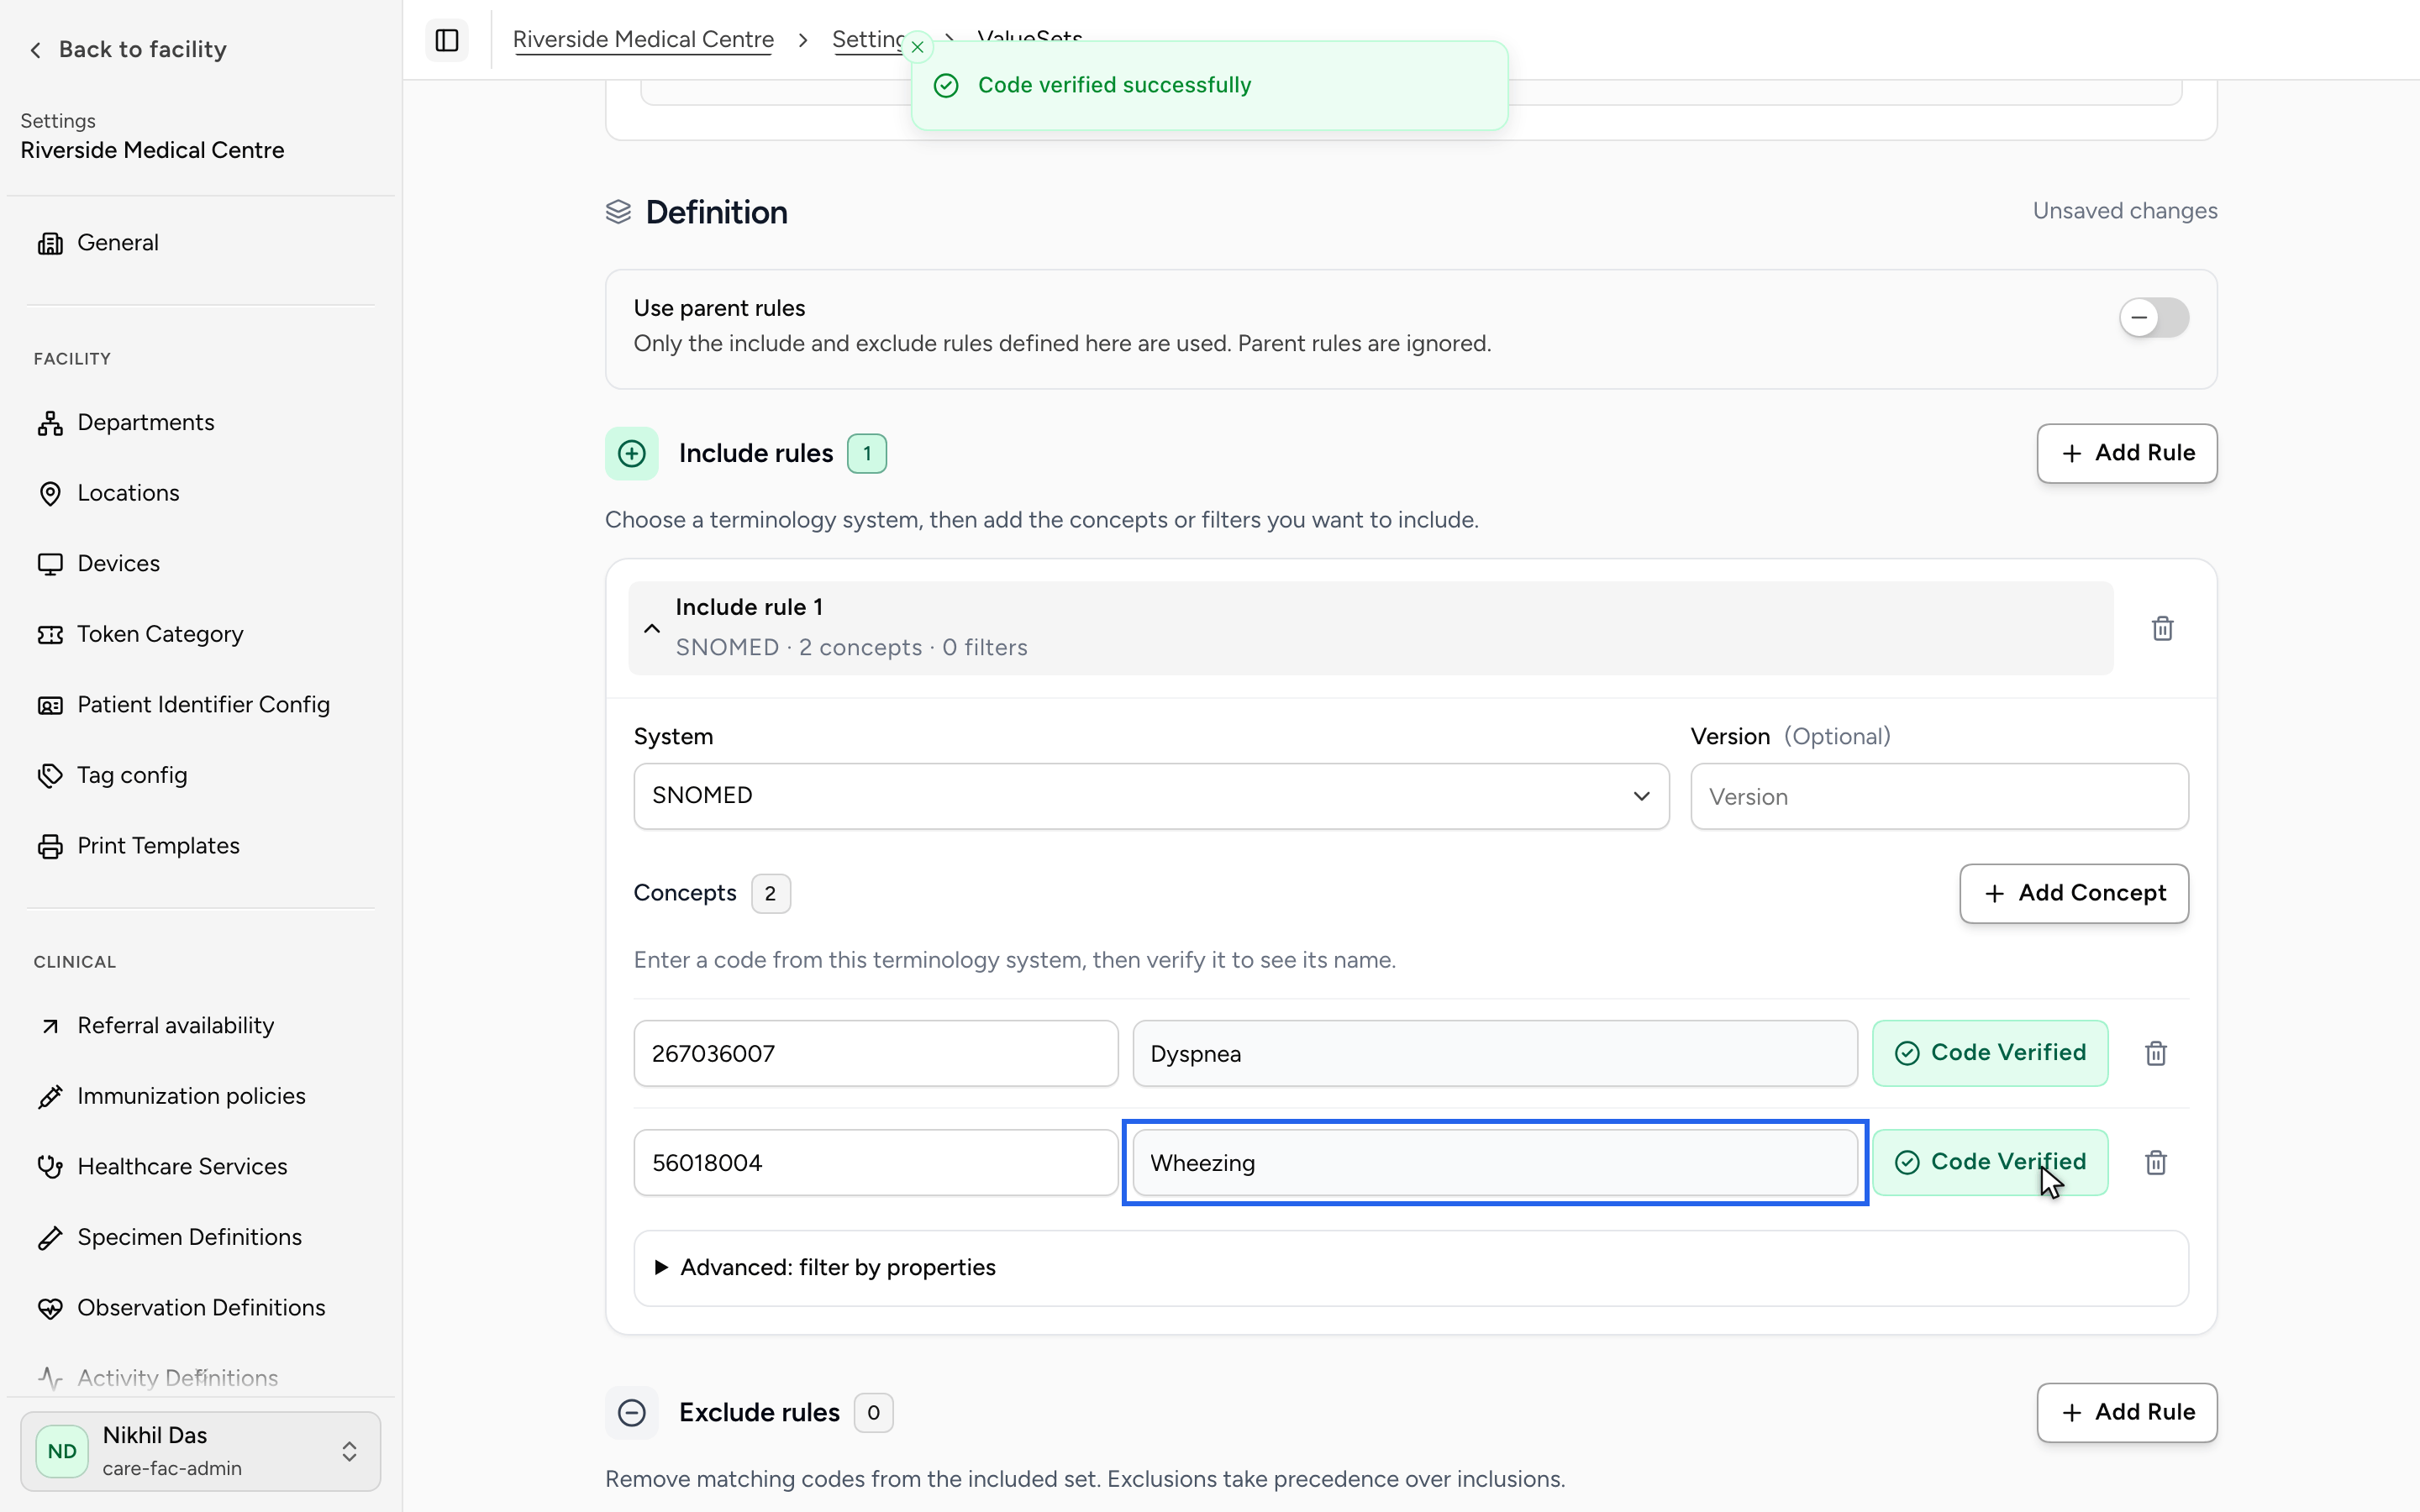 Back to facility
Settings
Riverside Medical Centre
General
FACILITY
Departments
Locations
Devices
Token Category
Patient Identifier Config
Tag config
Print Templates
CLINICAL
Referral availability
Immunization policies
Healthcare Services
Specimen Definitions
Observation Definitions
Activity Definitions
ND
Nikhil Das
care-fac-admin
Riverside Medical Centre
Settings
ValueSets
Code verified successfully
Definition
Unsaved changes
Use parent rules
Only the include and exclude rules defined here are used. Parent rules are ignored.
Include rules 1
+ Add Rule
Choose a terminology system, then add the concepts or filters you want to include.
Include rule 1
SNOMED · 2 concepts · 0 filters
System
Version (Optional)
SNOMED
Version
Concepts 2
+ Add Concept
Enter a code from this terminology system, then verify it to see its name.
267036007 Dyspnea Code Verified
56018004 Wheezing Code Verified
Advanced: filter by properties
Exclude rules 0
+ Add Rule
Remove matching codes from the included set. Exclusions take precedence over inclusions.